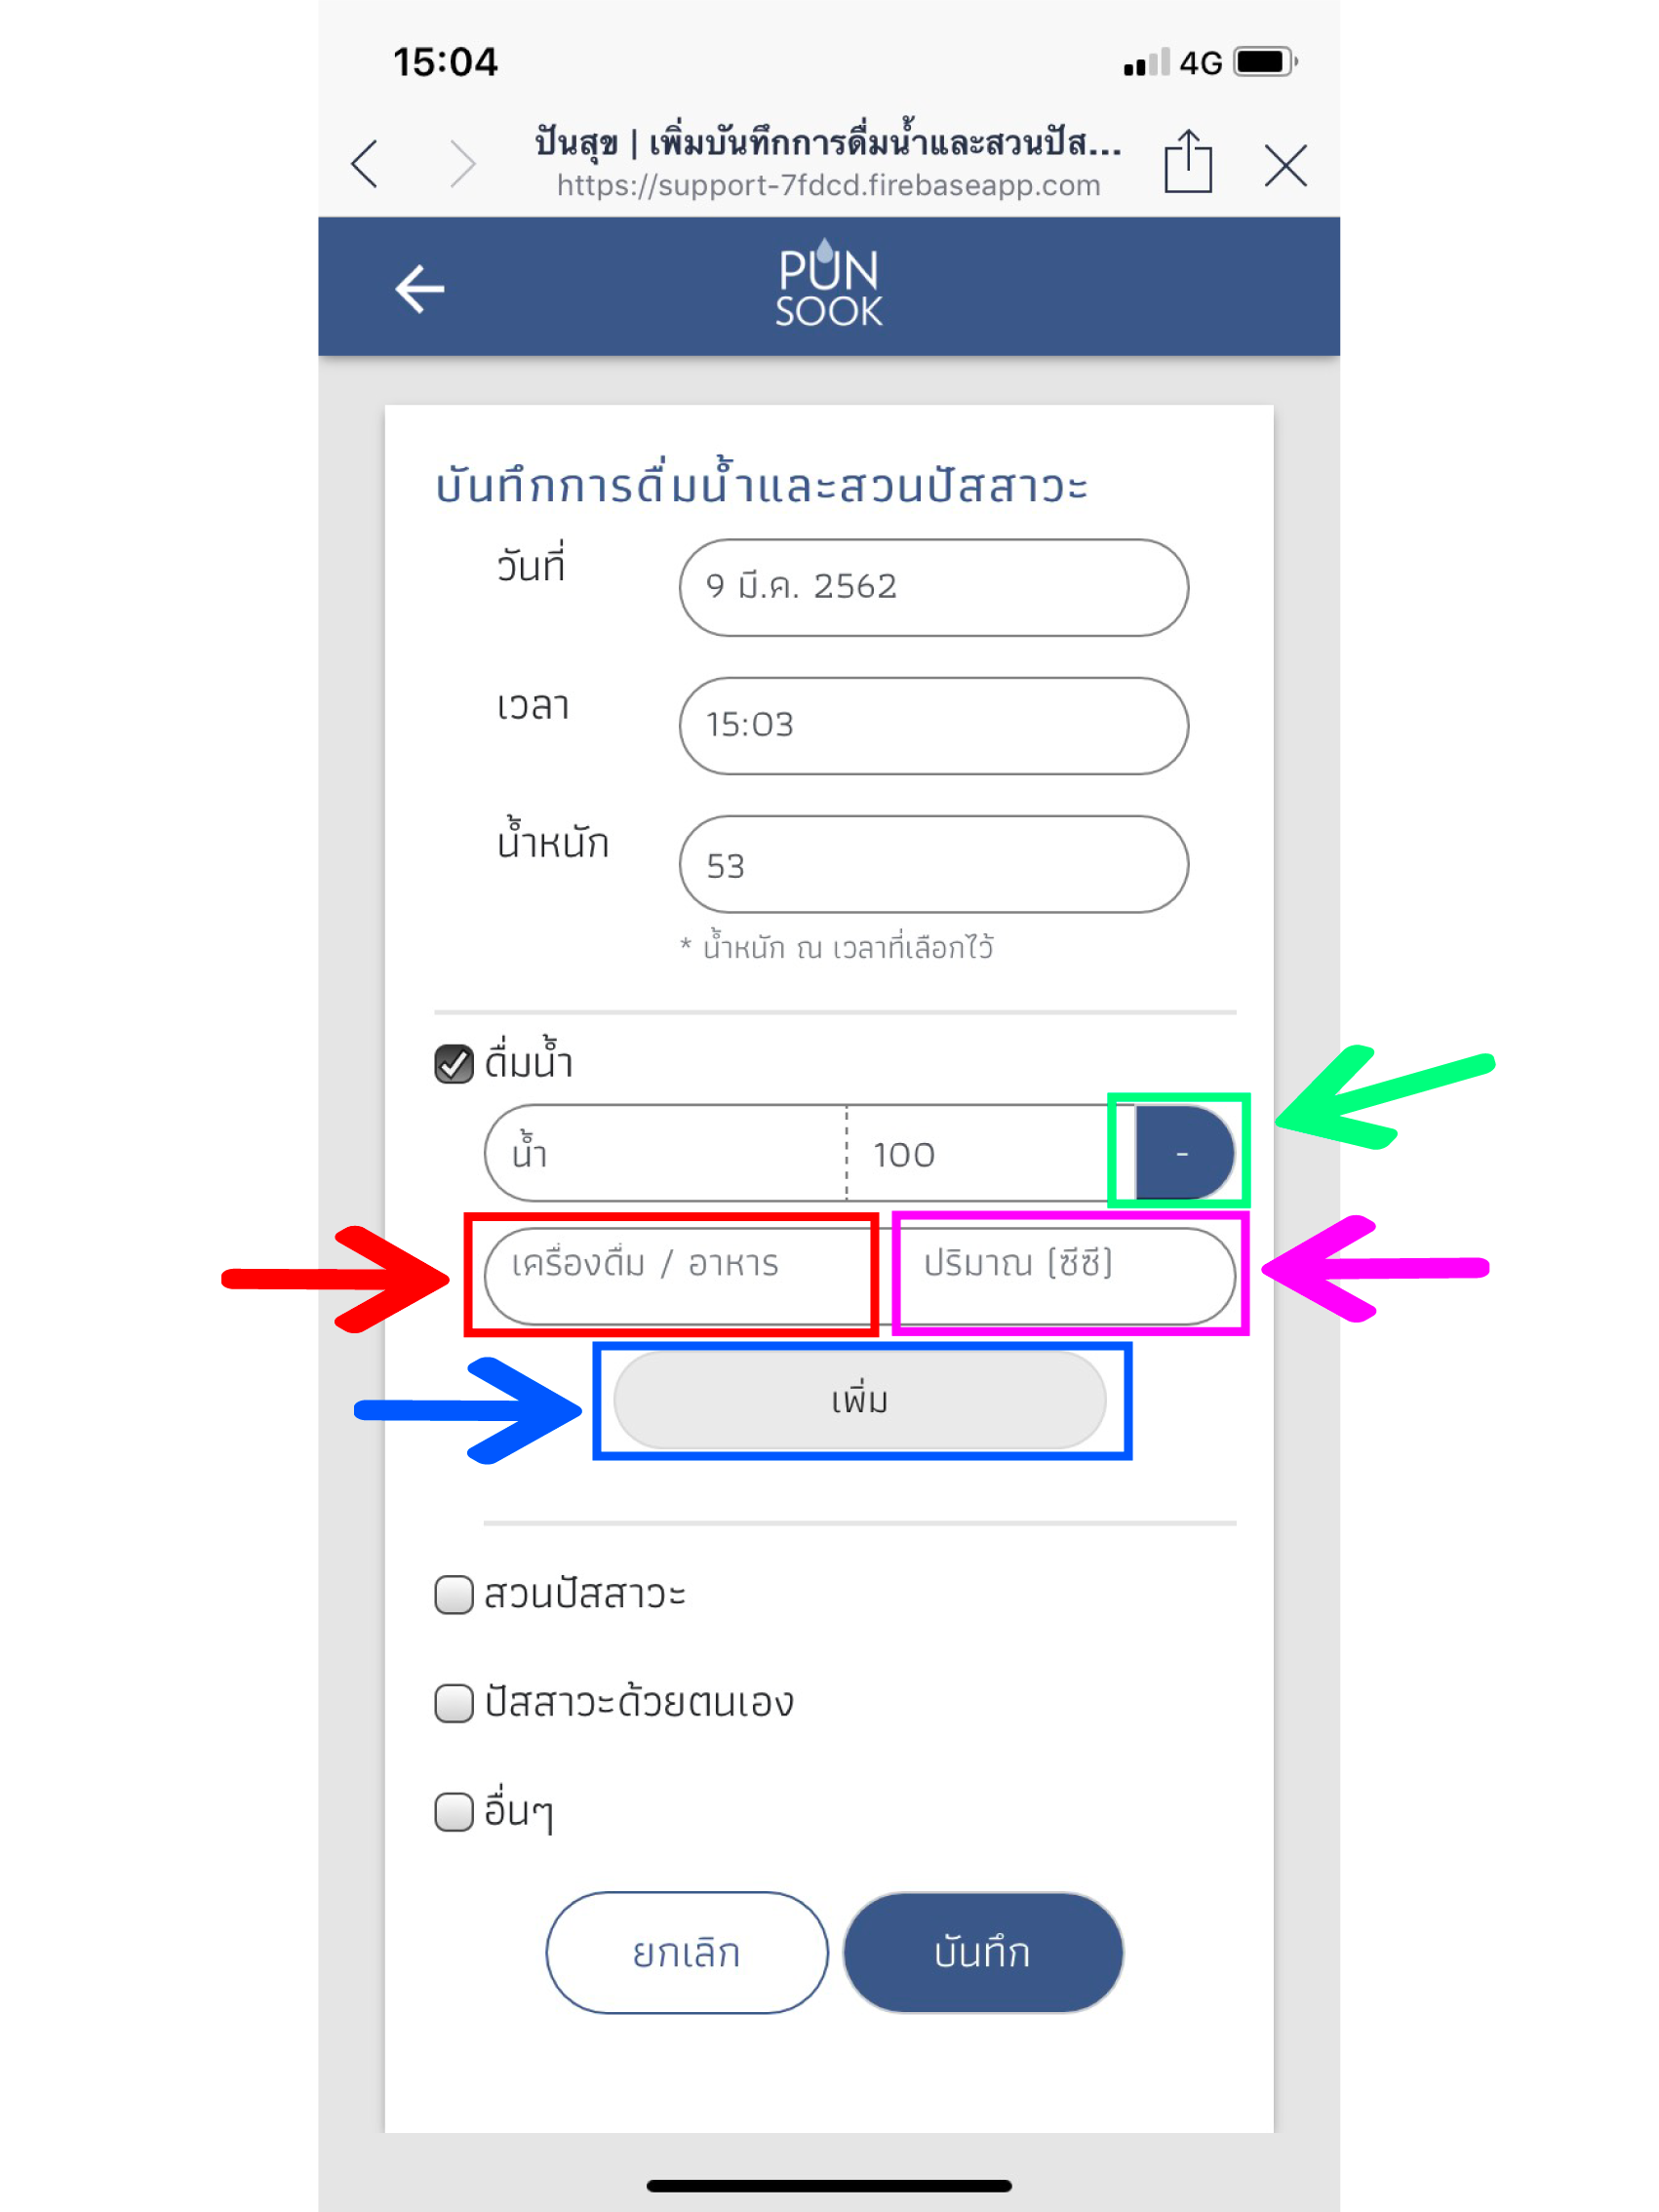 15:04
4G
ปันสุข | เพิ่มบันทึกการดื่มน้ำและสวนปัส...
https://support-7fdcd.firebaseapp.com
PUN
SOOK
บันทึกการดื่มน้ำและสวนปัสสาวะ
วันที่
9 มี.ค. 2562
เวลา
15:03
น้ำหนัก
53
* น้ำหนัก ณ เวลาที่เลือกไว้
ดื่มน้ำ
น้ำ 100 -
เครื่องดื่ม / อาหาร ปริมาณ (ซีซี)
เพิ่ม
สวนปัสสาวะ
ปัสสาวะด้วยตนเอง
อื่นๆ
ยกเลิก บันทึก